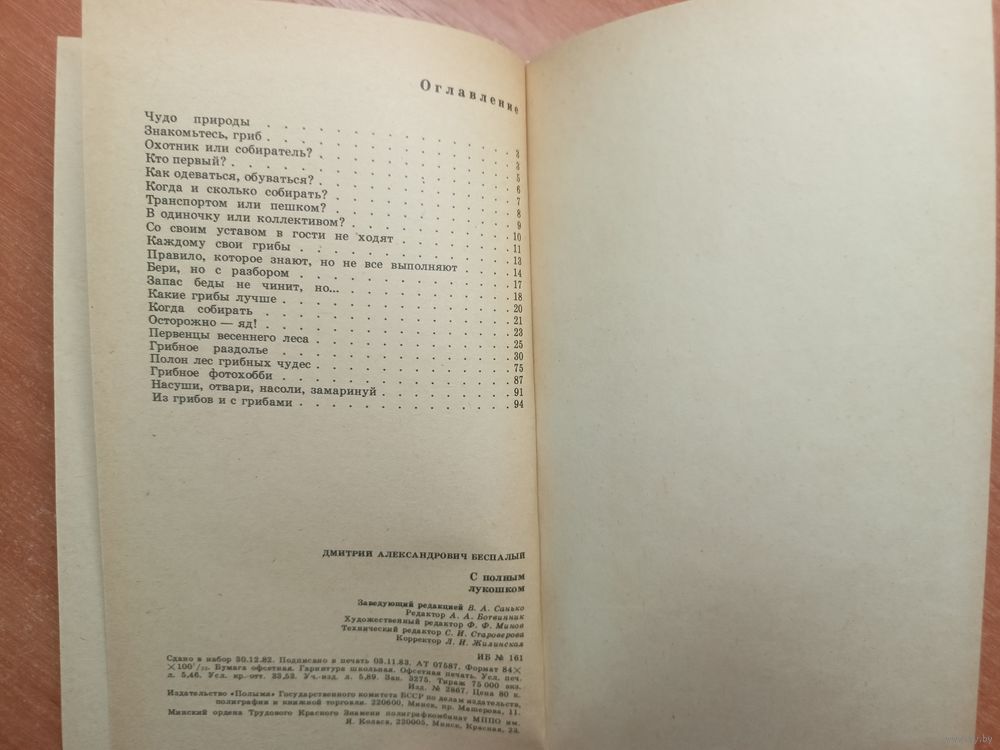 Оглавление
Чудо природы . . . . . . . . . . . 3
Знакомьтесь, гриб . . . . . . . . . . . 3
Охотник или собиратель? . . . . . . . . . 5
Кто первый? . . . . . . . . . . . . 6
Как одеваться, обуваться? . . . . . . . . . 7
Когда и сколько собирать? . . . . . . . . 8
Транспортом или пешком? . . . . . . . . 9
В одиночку или коллективом? . . . . . . . 10
Со своим уставом в гости не ходят . . . . . 11
Каждому свои грибы . . . . . . . . . 13
Правило, которое знают, но не все выполняют . . . 14
Бери, но с разбором . . . . . . . . . . 17
Запас беды не чинит, но... . . . . . . . . 18
Какие грибы лучше . . . . . . . . . . 20
Когда собирать . . . . . . . . . . . 21
Осторожно — яд! . . . . . . . . . . . 23
Первенцы весеннего леса . . . . . . . . . 25
Грибное раздолье . . . . . . . . . . 30
Полон лес грибных чудес . . . . . . . . . 75
Грибное фотохобби . . . . . . . . . . 87
Насуши, отвари, насоли, замаринуй . . . . . . 91
Из грибов и с грибами . . . . . . . . . . 94
ДМИТРИЙ АЛЕКСАНДРОВИЧ БЕСПАЛЫЙ
С полным
лукошком
Заведующий редакцией В. А. Санько
Редактор А. А. Ботвинник
Художественный редактор Ф. Ф. Минов
Технический редактор С. И. Староверова
Корректор Л. И. Жилинская
ИБ № 161
Сдано в набор 30.12.82. Подписано в печать 03.11.83. АТ 07587. Формат 84×
×100¹/₃₂. Бумага офсетная. Гарнитура школьная. Офсетная печать. Усл. печ.
л. 5,46. Усл. кр.-отт. 23,52. Уч.-изд. л. 5,89. Зак. 3275. Тираж 75 000 экз.
Изд. № 2867. Цена 80 к.
Издательство «Полымя» Государственного комитета БССР по делам издательств,
полиграфии и книжной торговли. 220600, Минск, пр. Машерова, 11.
Минский ордена Трудового Красного Знамени полиграфкомбинат МППО им.
Я. Коласа. 220005, Минск, Красная, 23.